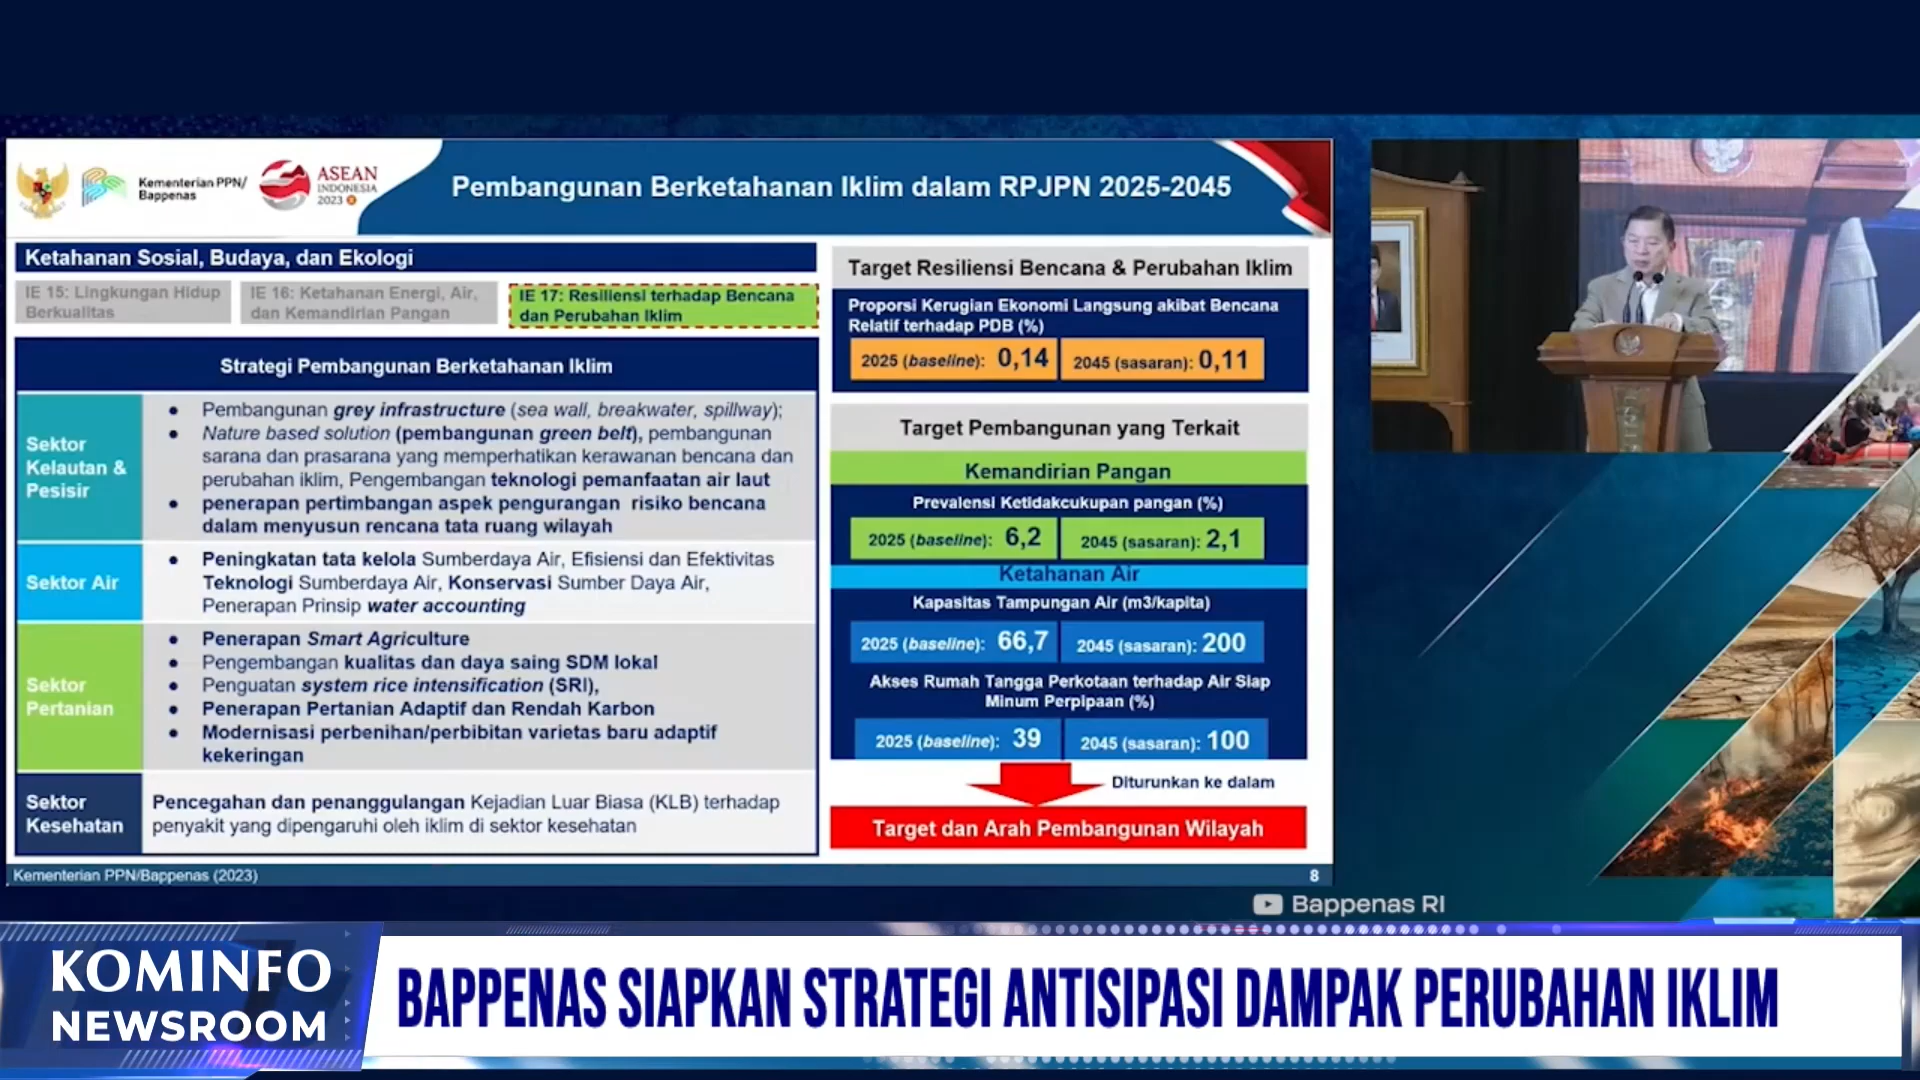 Kementerian PPN/
Bappenas
ASEAN
INDONESIA
2023
Pembangunan Berketahanan Iklim dalam RPJPN 2025-2045
Ketahanan Sosial, Budaya, dan Ekologi
IE 15: Lingkungan Hidup
Berkualitas
IE 16: Ketahanan Energi, Air,
dan Kemandirian Pangan
IE 17: Resiliensi terhadap Bencana
dan Perubahan Iklim
Strategi Pembangunan Berketahanan Iklim
Sektor
Kelautan &
Pesisir
● Pembangunan grey infrastructure (sea wall, breakwater, spillway);
● Nature based solution (pembangunan green belt), pembangunan
sarana dan prasarana yang memperhatikan kerawanan bencana dan
perubahan iklim, Pengembangan teknologi pemanfaatan air laut
● penerapan pertimbangan aspek pengurangan risiko bencana
dalam menyusun rencana tata ruang wilayah
Sektor Air
● Peningkatan tata kelola Sumberdaya Air, Efisiensi dan Efektivitas
Teknologi Sumberdaya Air, Konservasi Sumber Daya Air,
Penerapan Prinsip water accounting
Sektor
Pertanian
● Penerapan Smart Agriculture
● Pengembangan kualitas dan daya saing SDM lokal
● Penguatan system rice intensification (SRI),
● Penerapan Pertanian Adaptif dan Rendah Karbon
● Modernisasi perbenihan/perbibitan varietas baru adaptif
kekeringan
Sektor
Kesehatan
Pencegahan dan penanggulangan Kejadian Luar Biasa (KLB) terhadap
penyakit yang dipengaruhi oleh iklim di sektor kesehatan
Target Resiliensi Bencana & Perubahan Iklim
Proporsi Kerugian Ekonomi Langsung akibat Bencana
Relatif terhadap PDB (%)
2025 (baseline): 0,14
2045 (sasaran): 0,11
Target Pembangunan yang Terkait
Kemandirian Pangan
Prevalensi Ketidakcukupan pangan (%)
2025 (baseline): 6,2
2045 (sasaran): 2,1
Ketahanan Air
Kapasitas Tampungan Air (m3/kapita)
2025 (baseline): 66,7
2045 (sasaran): 200
Akses Rumah Tangga Perkotaan terhadap Air Siap
Minum Perpipaan (%)
2025 (baseline): 39
2045 (sasaran): 100
Diturunkan ke dalam
Target dan Arah Pembangunan Wilayah
Kementerian PPN/Bappenas (2023)
8
Bappenas RI
KOMINFO
NEWSROOM
BAPPENAS SIAPKAN STRATEGI ANTISIPASI DAMPAK PERUBAHAN IKLIM